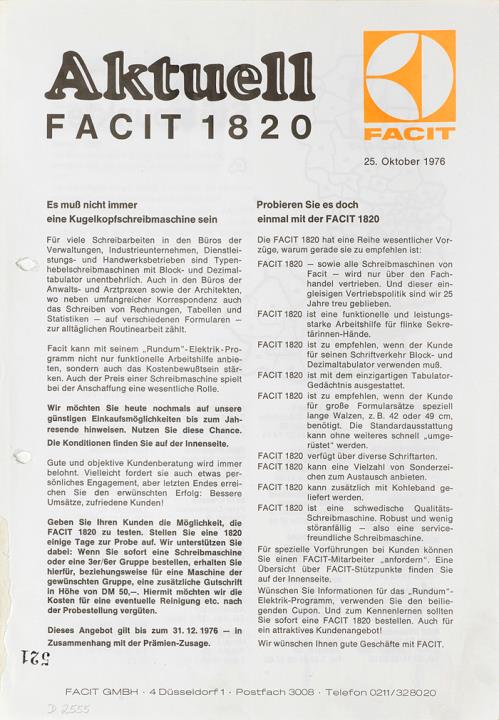 Aktuell
FACIT 1820
FACIT
25. Oktober 1976
Es muß nicht immer
eine Kugelkopfschreibmaschine sein
Für viele Schreibarbeiten in den Büros der
Verwaltungen, Industrieunternehmen, Dienstlei-
stungs- und Handwerksbetrieben sind Typen-
hebelschreibmaschinen mit Block- und Dezimal-
tabulator unentbehrlich. Auch in den Büros der
Anwalts- und Arztpraxen sowie der Architekten,
wo neben umfangreicher Korrespondenz auch
das Schreiben von Rechnungen, Tabellen und
Statistiken – auf verschiedenen Formularen –
zur alltäglichen Routinearbeit zählt.
Facit kann mit seinem „Rundum"-Elektrik-Pro-
gramm nicht nur funktionelle Arbeitshilfe anbie-
ten, sondern auch das Kostenbewußtsein stär-
ken. Auch der Preis einer Schreibmaschine spielt
bei der Anschaffung eine wesentliche Rolle.
Wir möchten Sie heute nochmals auf unsere
günstigen Einkaufsmöglichkeiten bis zum Jah-
resende hinweisen. Nutzen Sie diese Chance.
Die Konditionen finden Sie auf der Innenseite.
Gute und objektive Kundenberatung wird immer
belohnt. Vielleicht fordert sie auch etwas per-
sönliches Engagement, aber letzten Endes errei-
chen Sie den erwünschten Erfolg: Bessere
Umsätze, zufriedene Kunden!
Geben Sie Ihren Kunden die Möglichkeit, die
FACIT 1820 zu testen. Stellen Sie eine 1820
einige Tage zur Probe auf. Wir unterstützen Sie
dabei: Wenn Sie sofort eine Schreibmaschine
oder eine 3er/6er Gruppe bestellen, erhalten Sie
hierfür, beziehungsweise für eine Maschine der
gewünschten Gruppe, eine zusätzliche Gutschrift
in Höhe von DM 50,–. Hiermit möchten wir die
Kosten für eine eventuelle Reinigung etc. nach
der Probestellung vergüten.
Dieses Angebot gilt bis zum 31.12.1976 – in
Zusammenhang mit der Prämien-Zusage.
Probieren Sie es doch
einmal mit der FACIT 1820
Die FACIT 1820 hat eine Reihe wesentlicher Vor-
züge, warum gerade sie zu empfehlen ist:
FACIT 1820 – sowie alle Schreibmaschinen von
Facit – wird nur über den Fach-
handel vertrieben. Und dieser ein-
gleisigen Vertriebspolitik sind wir 25
Jahre treu geblieben.
FACIT 1820 ist eine funktionelle und leistungs-
starke Arbeitshilfe für flinke Sekre-
tärinnen-Hände.
FACIT 1820 ist zu empfehlen, wenn der Kunde
für seinen Schriftverkehr Block- und
Dezimaltabulator verwenden muß.
FACIT 1820 ist mit dem einzigartigen Tabulator-
Gedächtnis ausgestattet.
FACIT 1820 ist zu empfehlen, wenn der Kunde
für große Formularsätze speziell
lange Walzen, z.B. 42 oder 49 cm,
benötigt. Die Standardausstattung
kann ohne weiteres schnell „umge-
rüstet" werden.
FACIT 1820 verfügt über diverse Schriftarten.
FACIT 1820 kann eine Vielzahl von Sonderzei-
chen zum Austausch anbieten.
FACIT 1820 kann zusätzlich mit Kohleband ge-
liefert werden.
FACIT 1820 ist eine schwedische Qualitäts-
Schreibmaschine. Robust und wenig
störanfällig – also eine service-
freundliche Schreibmaschine.
Für spezielle Vorführungen bei Kunden können
Sie einen FACIT-Mitarbeiter „anfordern". Eine
Übersicht über FACIT-Stützpunkte finden Sie
auf der Innenseite.
Wünschen Sie Informationen für das „Rundum"-
Elektrik-Programm, verwenden Sie den beilie-
genden Cupon. Und zum Kennenlernen sollten
Sie sofort eine FACIT 1820 bestellen. Auch für
ein attraktives Kundenangebot!
Wir wünschen Ihnen gute Geschäfte mit FACIT.
521
FACIT GMBH · 4 Düsseldorf 1 · Postfach 3008 · Telefon 0211/328020
D 2555